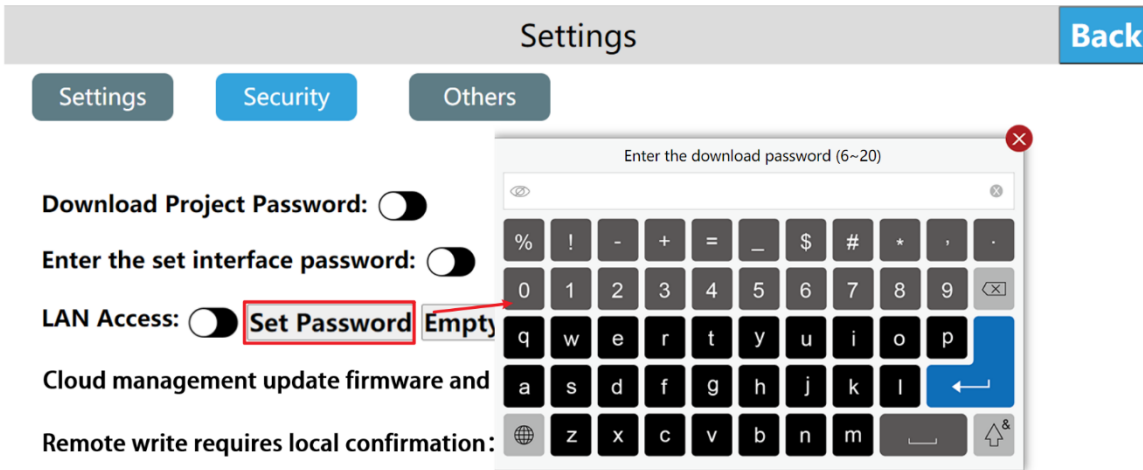 Settings
Back
Settings Security Others
Enter the download password (6~20)
Download Project Password:
Enter the set interface password:
LAN Access: Set Password Empty
Cloud management update firmware and
Remote write requires local confirmation:
% ! - + = _ $ # * , .
0 1 2 3 4 5 6 7 8 9
q w e r t y u i o p
a s d f g h j k l
z x c v b n m &